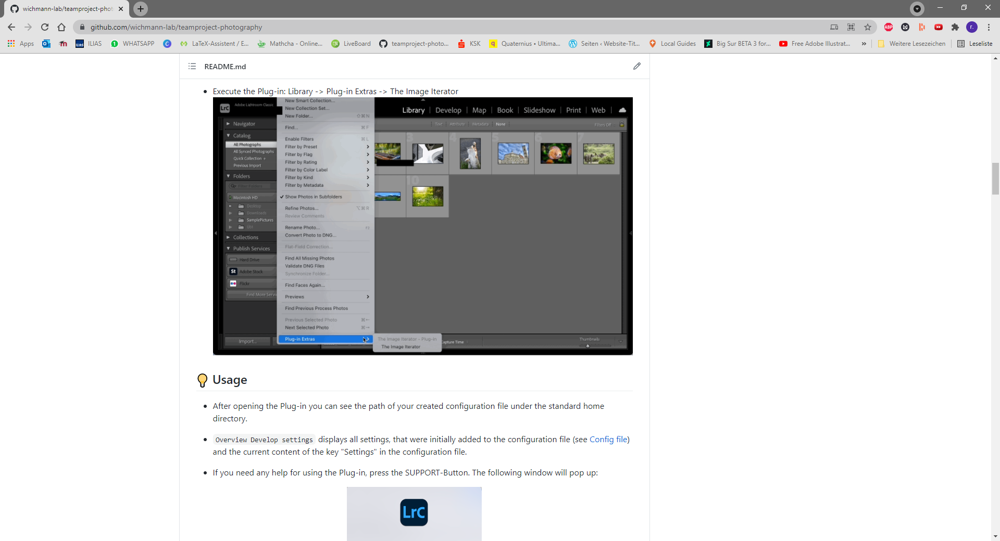 wichmann-lab/teamproject-phot
github.com/wichmann-lab/teamproject-photography
ABP
r.
Apps
ILIAS
WHATSAPP
LaTeX-Assistent / E...
Mathcha - Online...
LiveBoard
teamproject-photo...
KSK
Quaternius • Ultima...
Seiten ‹ Website-Tit...
Local Guides
Big Sur BETA 3 for...
Free Adobe Illustrat...
»
Weitere Lesezeichen
Leseliste
README.md
• Execute the Plug-in: Library -> Plug-in Extras -> The Image Iterator
LrC
Adobe Lightroom Classic
Library | Develop | Map | Book | Slideshow | Print | Web
Text
Attribute
Metadata
None
Filters Off
Navigator
Catalog
All Photographs
All Synced Photographs
Quick Collection +
Previous Import
Folders
Filter Folders
Macintosh HD
Desktop
Downloads
SamplePictures
Collections
Publish Services
Hard Drive
St Adobe Stock
Flickr
Find More Servi
Import...
New Smart Collection...
New Collection Set...
New Folder... ⇧⌘N
Find... ⌘F
Enable Filters ⌘L
Filter by Preset
Filter by Flag
Filter by Rating
Filter by Color Label
Filter by Kind
Filter by Metadata
✓ Show Photos in Subfolders
Refine Photos... ⌥⌘R
Review Comments
Rename Photo... F2
Convert Photo to DNG...
Flat-Field Correction...
Find All Missing Photos
Validate DNG Files
Synchronize Folder...
Find Faces Again...
Previews
Find Previous Process Photos
Previous Selected Photo ⌘←
Next Selected Photo ⌘→
Plug-in Extras
The Image Iterator - Plug-in
The Image Iterator
3
4
5
6
7
10
Capture Time
Thumbnails
Usage
• After opening the Plug-in you can see the path of your created configuration file under the standard home
directory.
• Overview Develop settings displays all settings, that were initially added to the configuration file (see Config file)
and the current content of the key "Settings" in the configuration file.
• If you need any help for using the Plug-in, press the SUPPORT-Button. The following window will pop up:
LrC